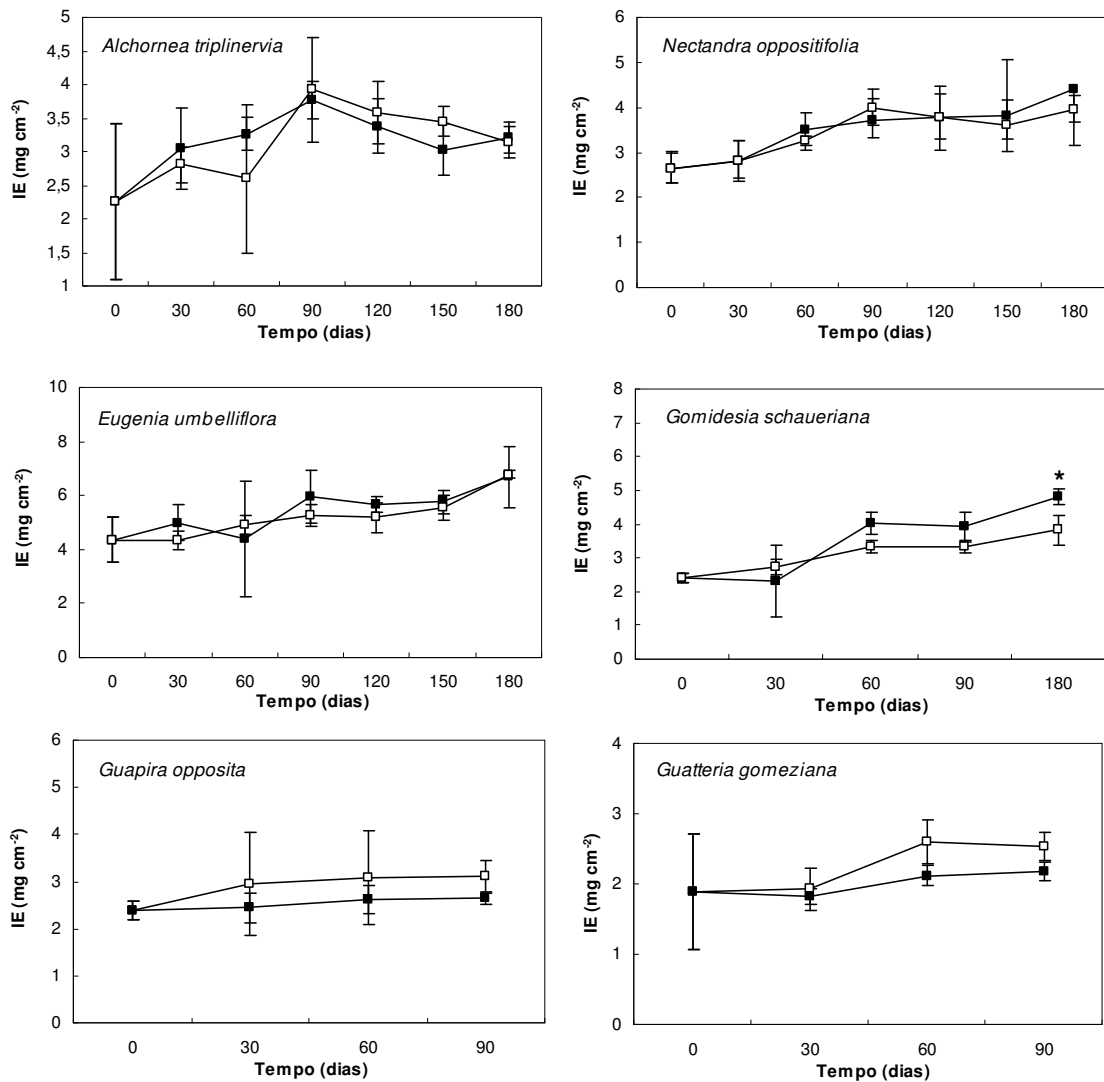 Alchornea triplinervia
IE (mg cm-2)
5
4,5
4
3,5
3
2,5
2
1,5
1
0 30 60 90 120 150 180
Tempo (dias)
Nectandra oppositifolia
IE (mg cm-2)
6
5
4
3
2
1
0
0 30 60 90 120 150 180
Tempo (dias)
Eugenia umbelliflora
IE (mg cm-2)
10
8
6
4
2
0
0 30 60 90 120 150 180
Tempo (dias)
Gomidesia schaueriana
IE (mg cm-2)
8
7
6
5
4
3
2
1
0
*
0 30 60 90 180
Tempo (dias)
Guapira opposita
IE (mg cm-2)
6
5
4
3
2
1
0
0 30 60 90
Tempo (dias)
Guatteria gomeziana
IE (mg cm-2)
4
3
2
1
0
0 30 60 90
Tempo (dias)